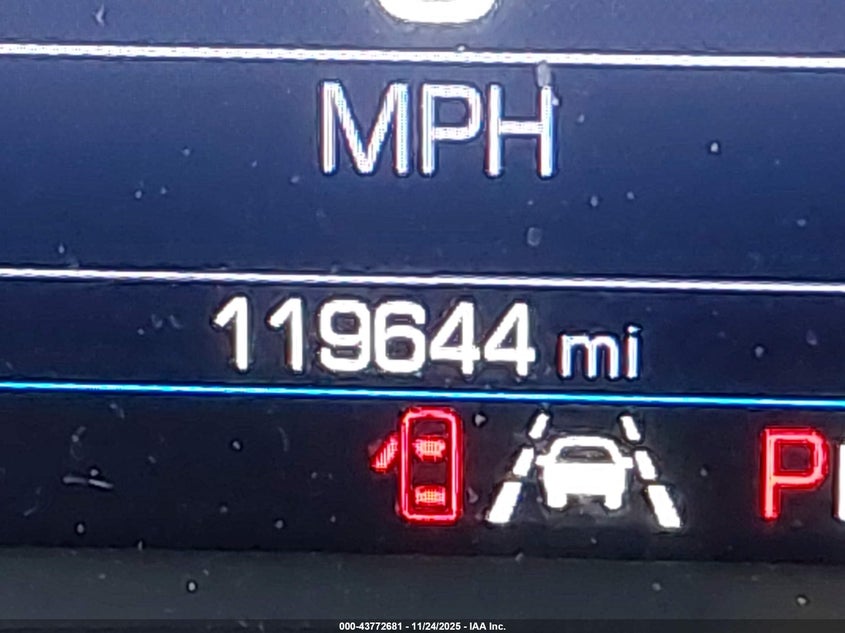 MPH
119644 mi
P
000-43772681 - 11/24/2025 - IAA Inc.